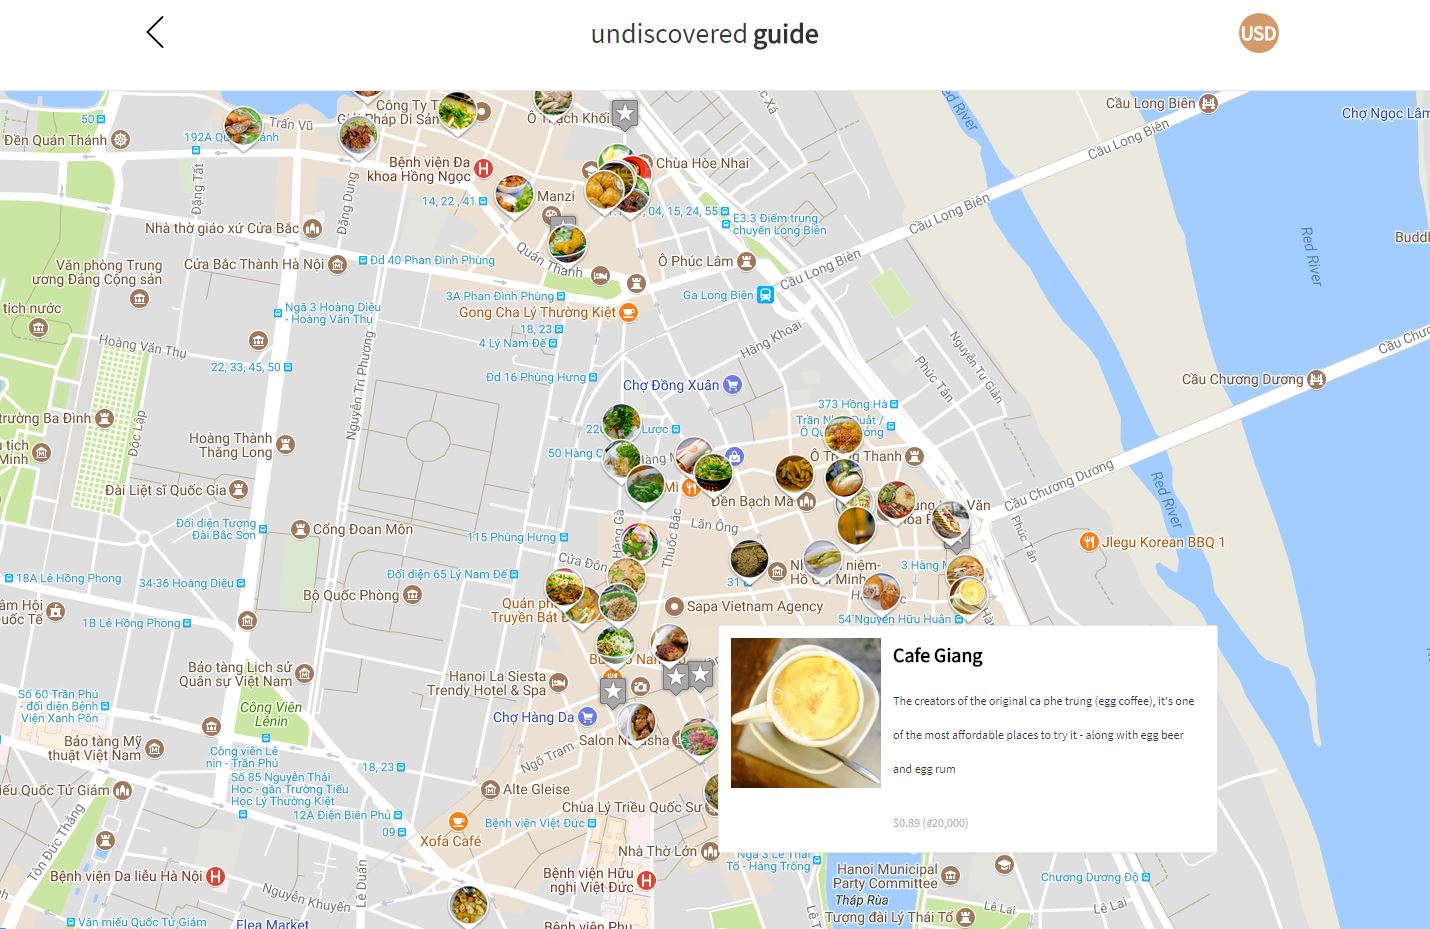 undiscovered guide
USD
50
Đền Quán Thánh
192A Quán Thánh
Trấn Vũ
Công Ty T
Giải Pháp Di Sản
Ô Thạch Khối
Xá
Red River
Cầu Long Biên
Chợ Ngọc Lâm
Cầu Long Biên
Bệnh viện Đa
khoa Hồng Ngọc
Chùa Hòe Nhai
Đặng Tất
Đặng Dung
14, 22 ,41
Manzi
04, 15, 24, 55
E3.3 Điểm trung
chuyển Long Biên
Cầu Long Biên
Nhà thờ giáo xứ Cửa Bắc
Red River
Buddh
Văn phòng Trung
ương Đảng Cộng sản
Cửa Bắc Thành Hà Nội
Đd 40 Phan Đình Phùng
Quán Thánh
Ô Phúc Lâm
Cầu Long Biên
tịch nước
Ngã 3 Hoàng Diệu
- Hoàng Văn Thụ
3A Phan Đình Phùng
Ga Long Biên
Gong Cha Lý Thường Kiệt
18, 23
4 Lý Nam Đế
Hoàng Văn Thụ
Nguyễn Tri Phương
Hàng Khoai
Nguyễn Tư Giản
Phúc Tân
Cầu Chương
22, 33, 45, 50
Đd 16 Phùng Hưng
Chợ Đồng Xuân
Cầu Chương Dương
trường Ba Đình
Độc Lập
373 Hồng Hà
Lược
Hoàng Thành
Thăng Long
50 Hàng
Ô
Thanh
tịch
Minh
Đài Liệt sĩ Quốc Gia
Mì
Đền Bạch Mã
Văn
Cầu Chương Dương
Red River
Đối diện Tượng
Đài Bắc Sơn
Cổng Đoan Môn
115 Phùng Hưng
Hàng Gà
Thuốc Bắc
Lãn Ông
Phúc Tân
Jlegu Korean BBQ 1
18A Lê Hồng Phong
34-36 Hoàng Diệu
Đối diện 65 Lý Nam Đế
Cửa Đông
31
niệm-
Minh
3 Hàng
Bộ Quốc Phòng
Quán
Truyền Bát
Sapa Vietnam Agency
54 Nguyễn Hữu Huân
1B Lê Hồng Phong
âm Hội
uốc Tế
Cafe Giang
The creators of the original ca phe trung (egg coffee), it's one
of the most affordable places to try it - along with egg beer
and egg rum
$0.89 (₫20,000)
Bảo tàng Lịch sử
Quân sự Việt Nam
Hanoi La Siesta
Trendy Hotel & Spa
Số 60 Trần Phú
- đối diện Bệnh
Viện Xanh Pôn
Công Viên
Lênin
Chợ Hàng Da
Bảo tàng Mỹ
thuật Việt Nam
Công viên Lê
nin - Trần Phú
Salon
Ngõ Trạm
18, 23
Số 85 Nguyễn Thái
Học - gần Trường Tiểu
Học Lý Thường Kiệt
iếu Quốc Tử Giám
Alte Gleise
Chùa Lý Triều Quốc Sư
12A Điện Biên Phủ
Bệnh viện Việt Đức
09
Xofa Café
Tôn Đức Thắng
Nhà Thờ Lớn
Ngã 3 Lê Thái
Tổ - Hàng Trống
Bệnh viện Da liễu Hà Nội
Lê Duẩn
Bệnh viện Hữu
nghị Việt Đức
Hanoi Municipal
Party Committee
Chương Dương Độ
Nguyễn Khuyến
Tháp Rùa
Tượng đài Lý Thái Tổ
Lê Lai
Lê Lai
Văn miếu Quốc Tử Giám
Flea Market
Bệnh viện Phụ
Lê T